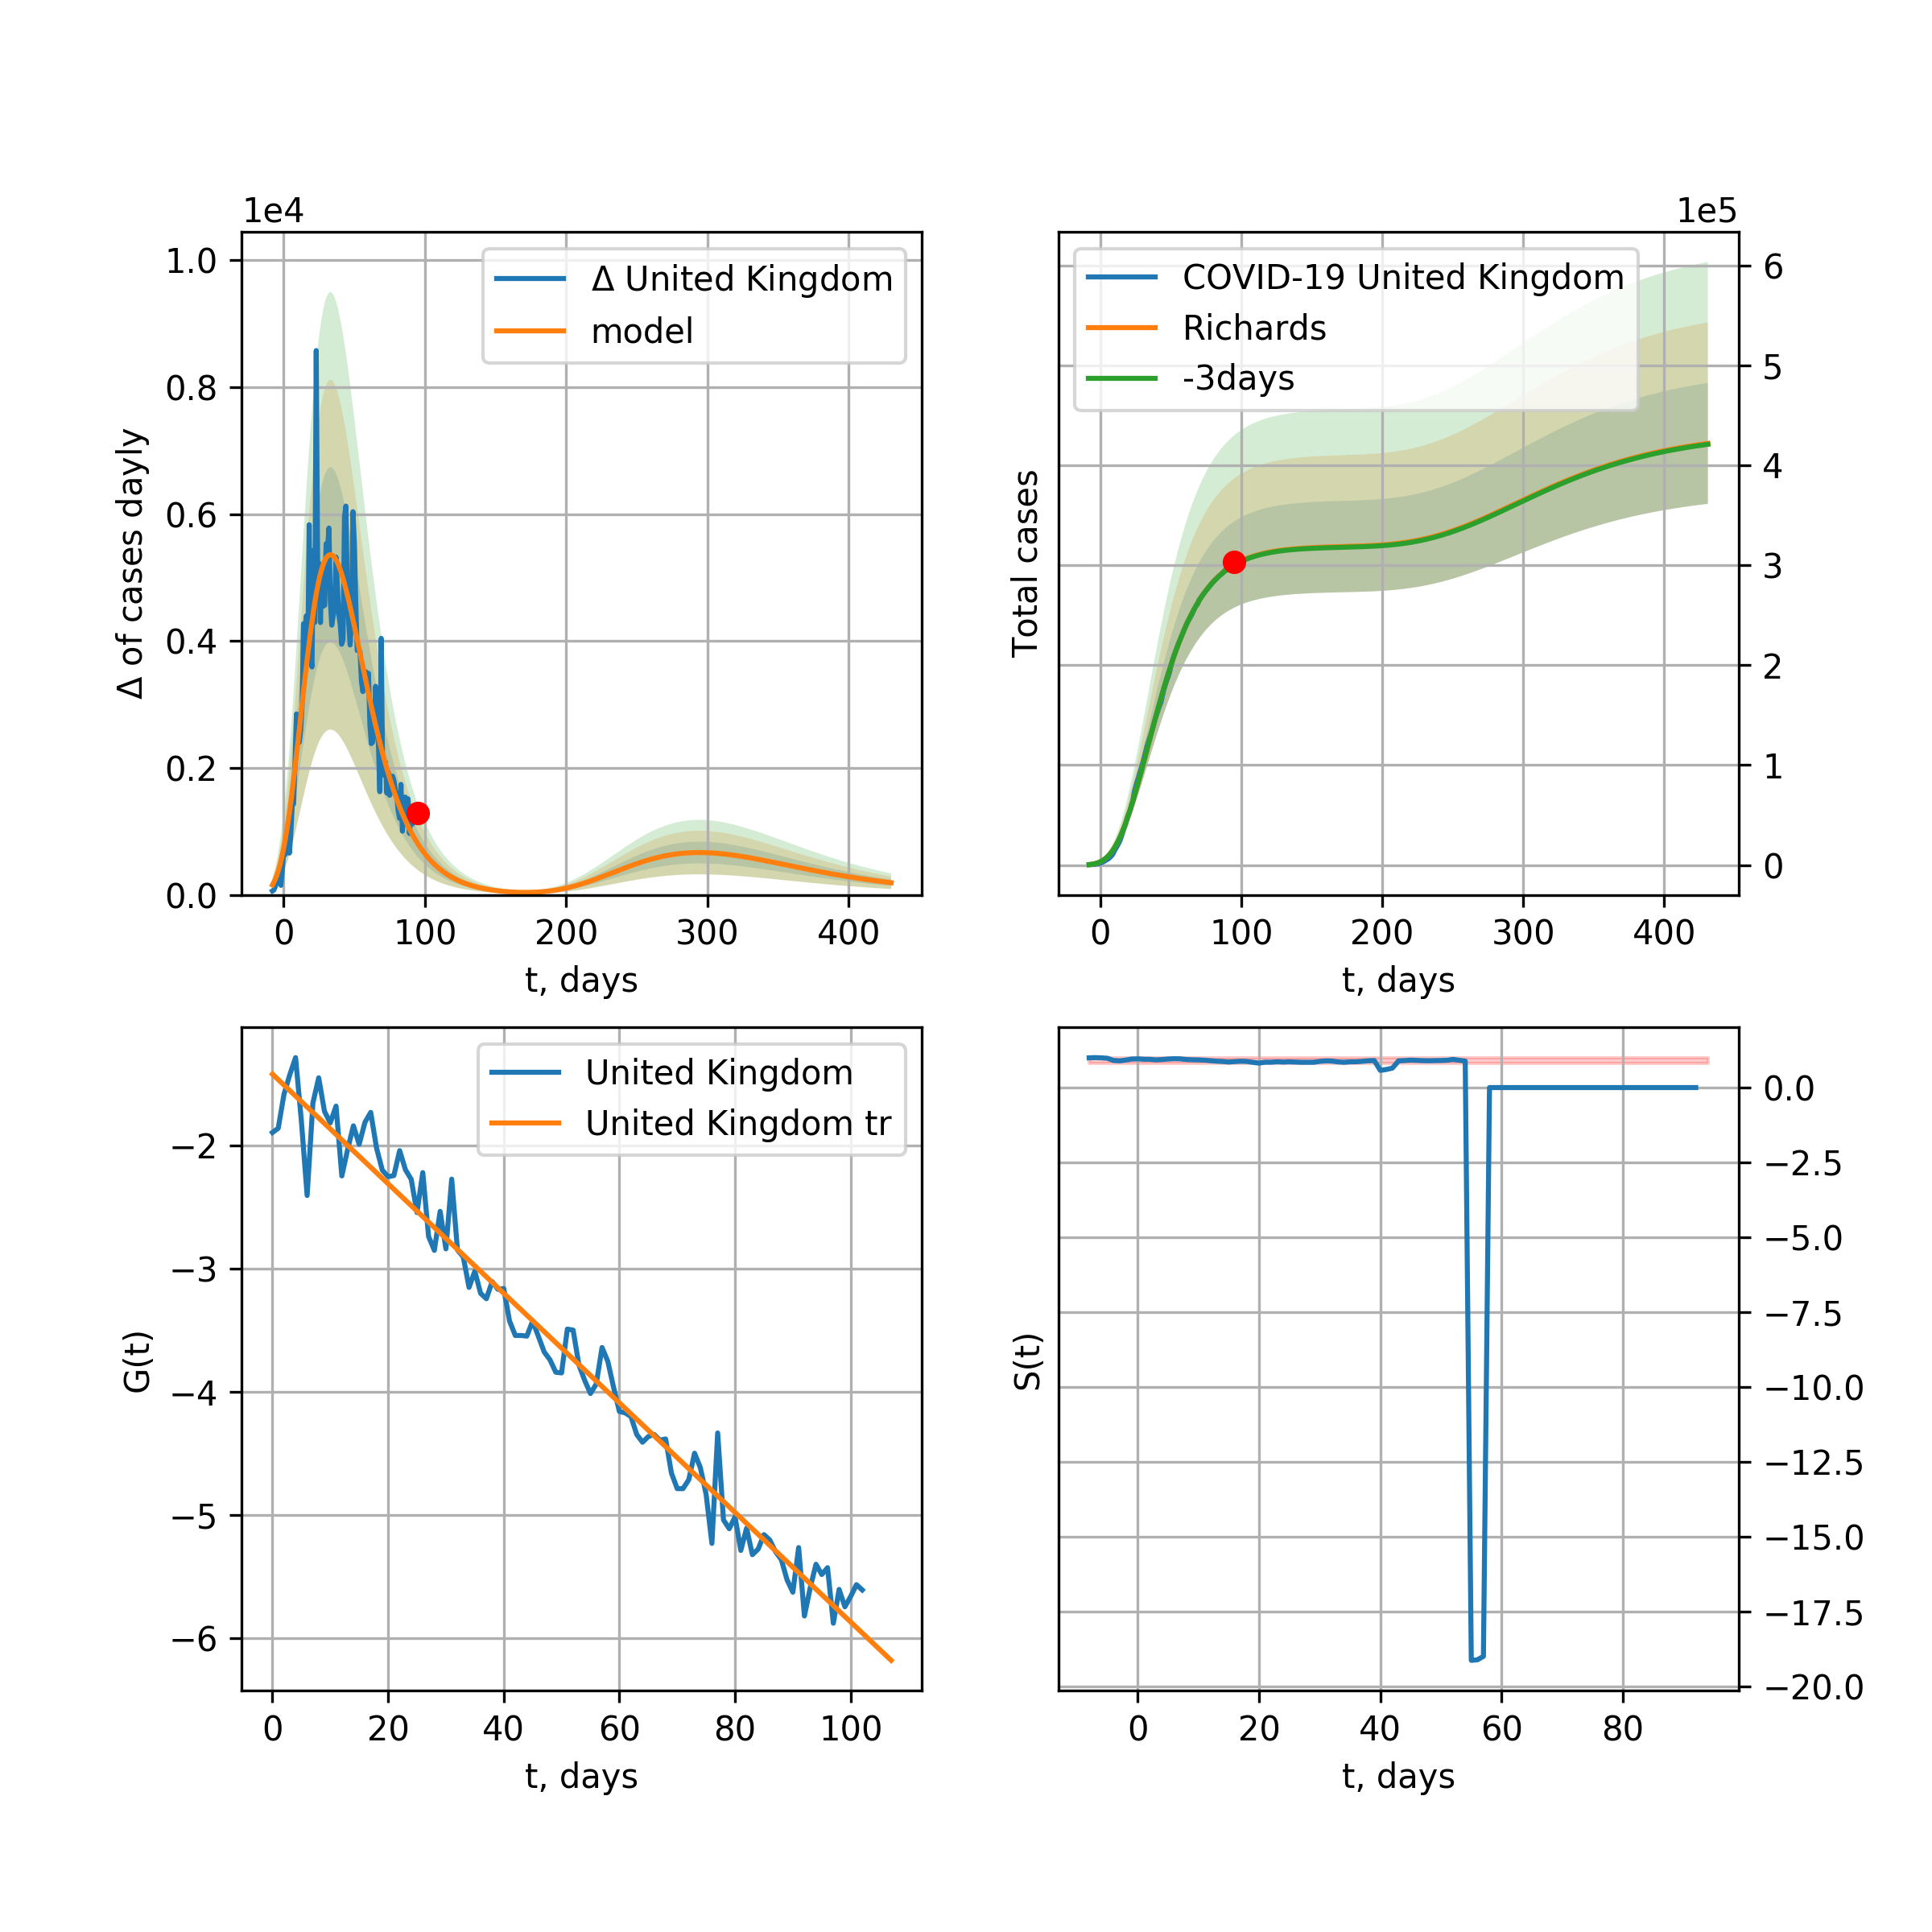 1e4
1.0
0.8
0.6
0.4
0.2
0.0
Δ of cases dayly
Δ United Kingdom
model
0 100 200 300 400
t, days
1e5
COVID-19 United Kingdom
Richards
-3days
Total cases
6
5
4
3
2
1
0
0 100 200 300 400
t, days
−2
−3
−4
−5
−6
G(t)
United Kingdom
United Kingdom tr
0 20 40 60 80 100
t, days
S(t)
0.0
−2.5
−5.0
−7.5
−10.0
−12.5
−15.0
−17.5
−20.0
0 20 40 60 80
t, days